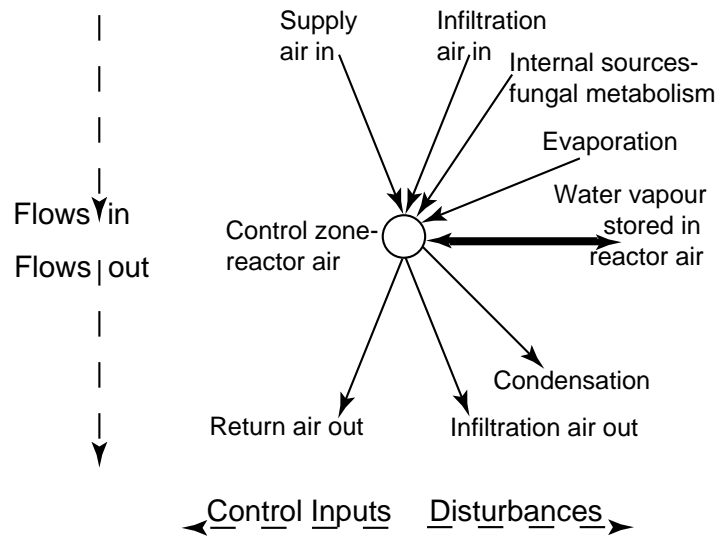 Supply
air in
Infiltration
air in
Internal sources-
fungal metabolism
Evaporation
Flows in
Flows out
Control zone-
reactor air
Water vapour
stored in
reactor air
Condensation
Return air out
Infiltration air out
Control Inputs
Disturbances